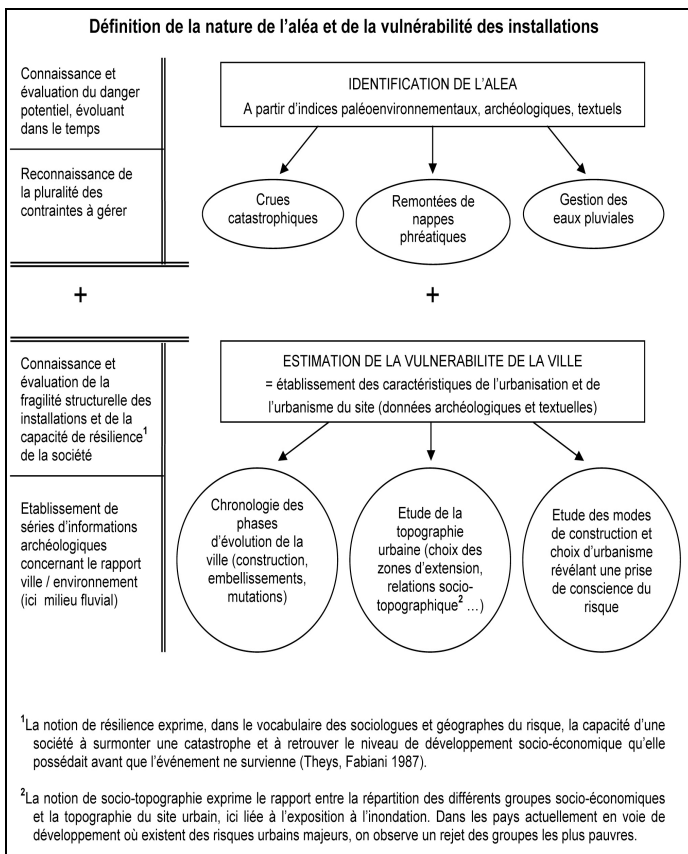 Définition de la nature de l'aléa et de la vulnérabilité des installations
Connaissance et
évaluation du danger
potentiel, évoluant
dans le temps
IDENTIFICATION DE L'ALEA
A partir d'indices paléoenvironnementaux, archéologiques, textuels
Reconnaissance de
la pluralité des
contraintes à gérer
Crues
catastrophiques
Remontées de
nappes
phréatiques
Gestion des
eaux pluviales
+
+
Connaissance et
évaluation de la
fragilité structurelle des
installations et de la
capacité de résilience¹
de la société
ESTIMATION DE LA VULNERABILITE DE LA VILLE
= établissement des caractéristiques de l'urbanisation et de
l'urbanisme du site (données archéologiques et textuelles)
Etablissement de
séries d'informations
archéologiques
concernant le rapport
ville / environnement
(ici milieu fluvial)
Chronologie des
phases
d'évolution de la
ville (construction,
embellissements,
mutations)
Etude de la
topographie
urbaine (choix des
zones d'extension,
relations socio-
topographique² ...)
Etude des modes
de construction et
choix d'urbanisme
révélant une prise
de conscience du
risque
¹La notion de résilience exprime, dans le vocabulaire des sociologues et géographes du risque, la capacité d'une
société à surmonter une catastrophe et à retrouver le niveau de développement socio-économique qu'elle
possédait avant que l'événement ne survienne (Theys, Fabiani 1987).
²La notion de socio-topographie exprime le rapport entre la répartition des différents groupes socio-économiques
et la topographie du site urbain, ici liée à l'exposition à l'inondation. Dans les pays actuellement en voie de
développement où existent des risques urbains majeurs, on observe un rejet des groupes les plus pauvres.